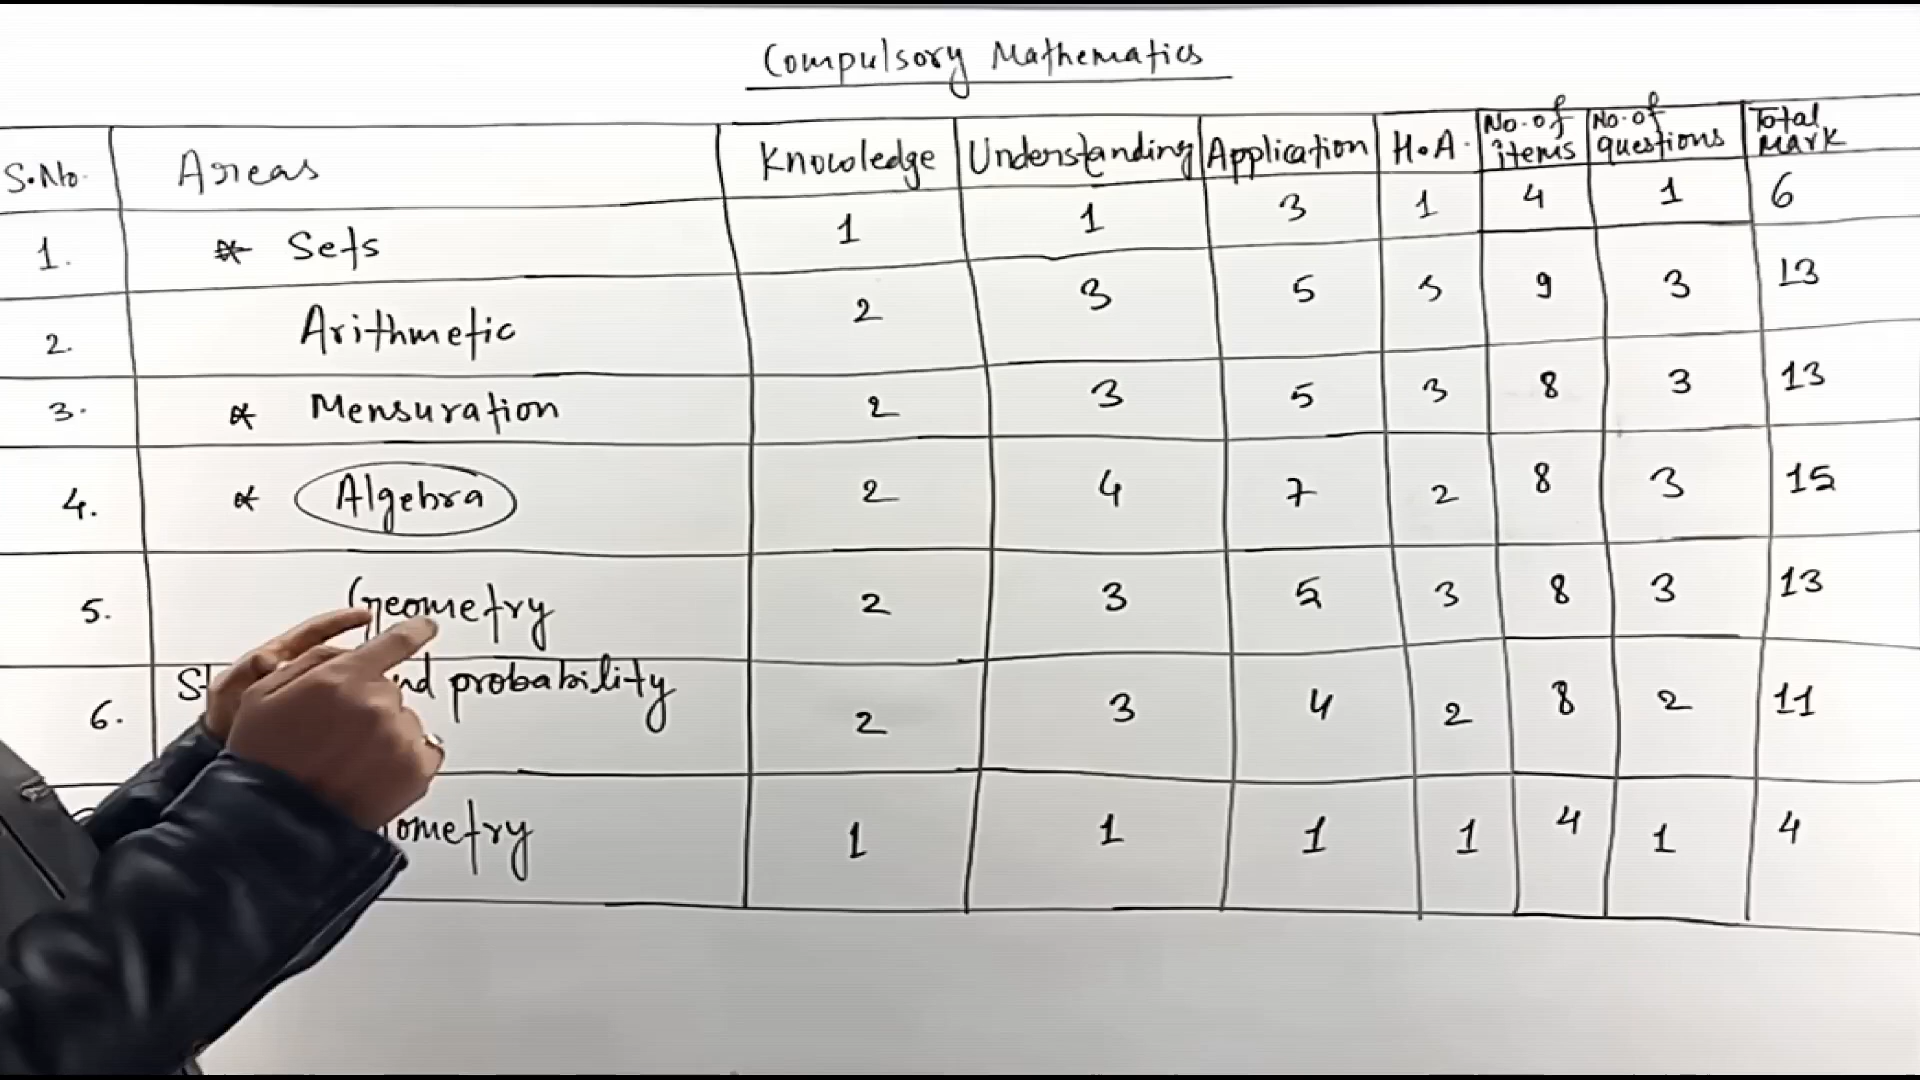 Compulsory Mathematics
S.No. Areas Knowledge Understanding Application H.A. No. of items No. of questions Total Mark
1. * Sets 1 1 3 1 4 1 6
2. Arithmetic 2 3 5 3 9 3 13
3. * Mensuration 2 3 5 3 8 3 13
4. * Algebra 2 4 7 2 8 3 15
5. Geometry 2 3 5 3 8 3 13
6. probability 2 3 4 2 8 2 11
1 1 1 1 4 1 4